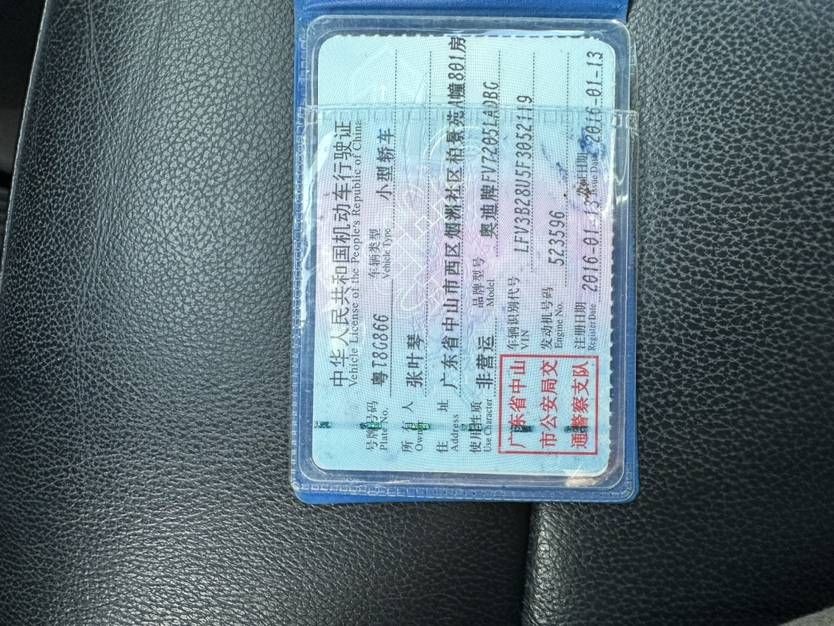 中华人民共和国机动车行驶证
Vehicle License of the People's Republic of China
号牌号码 粤T8G866 车辆类型 小型轿车
Plate No. Vehicle Type
所有人 张叶琴
Owner
住址 广东省中山市西区烟洲社区柏景苑A幢801房
Address
使用性质 非营运 品牌型号 奥迪牌FV7205LADBG
Use Character Model
广东省中山
市公安局交
通警察支队
车辆识别代号 LFV3B28U5F3052119
VIN
发动机号码 523596
Engine No.
注册日期 2016-01-13 发证日期 2016-01-13
Register Date Issue Date